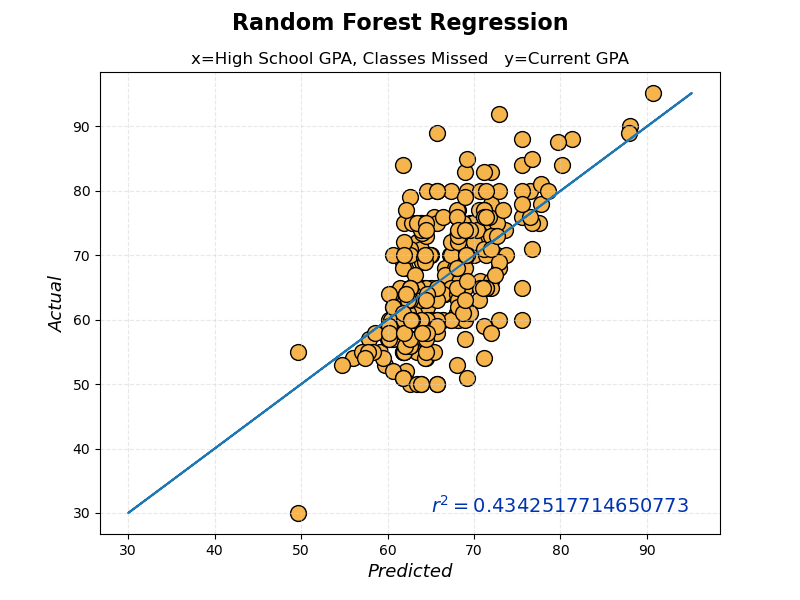 Random Forest Regression
x=High School GPA, Classes Missed   y=Current GPA
Actual
90
80
70
60
50
40
30
r² = 0.4342517714650773
30 40 50 60 70 80 90
Predicted